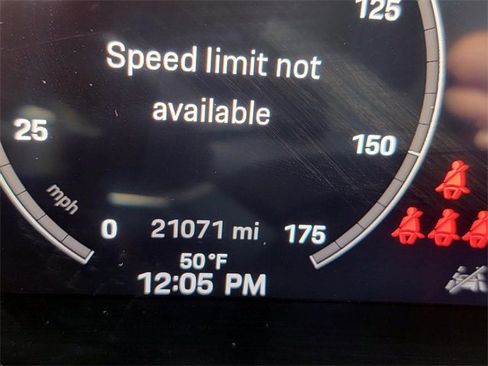 125
Speed limit not
available
25
150
mph
0 21071 mi 175
50°F
12:05 PM